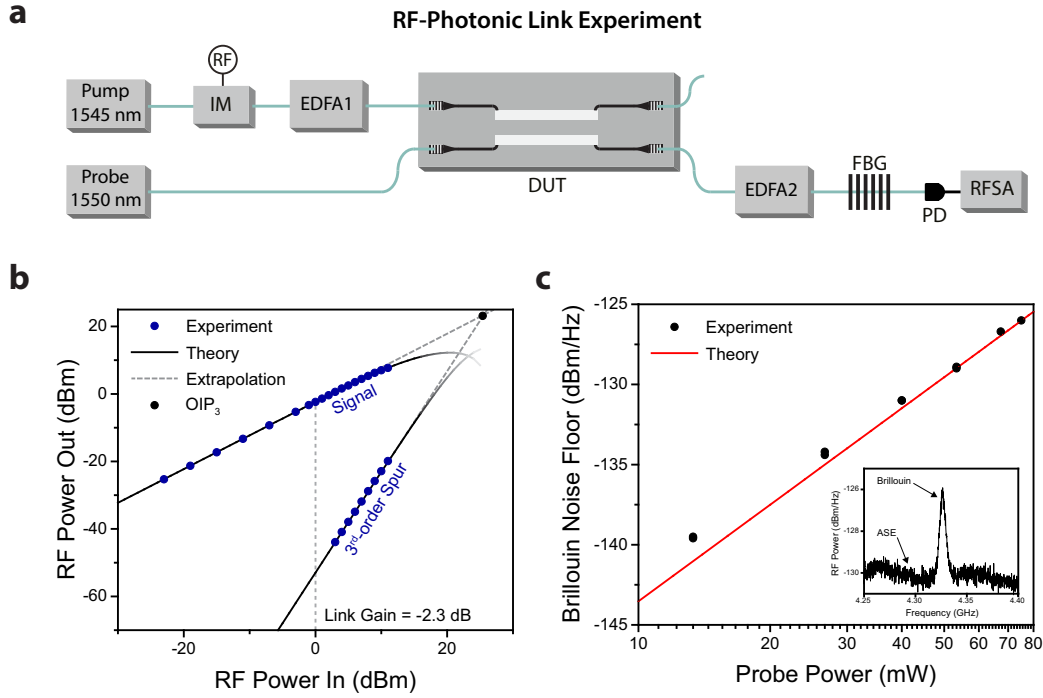 a
RF-Photonic Link Experiment
RF
Pump
1545 nm
IM
EDFA1
Probe
1550 nm
DUT
EDFA2
FBG
PD
RFSA
b
RF Power Out (dBm)
20
0
-20
-40
-60
Experiment
Theory
Extrapolation
OIP3
Signal
3rd-order Spur
Link Gain = -2.3 dB
-20
0
20
RF Power In (dBm)
c
Brillouin Noise Floor (dBm/Hz)
-125
-130
-135
-140
-145
Experiment
Theory
RF Power (dBm/Hz)
-126
-128
-130
Brillouin
ASE
4.25
4.30
4.35
4.40
Frequency (GHz)
10
20
30
40
50
60
70
80
Probe Power (mW)